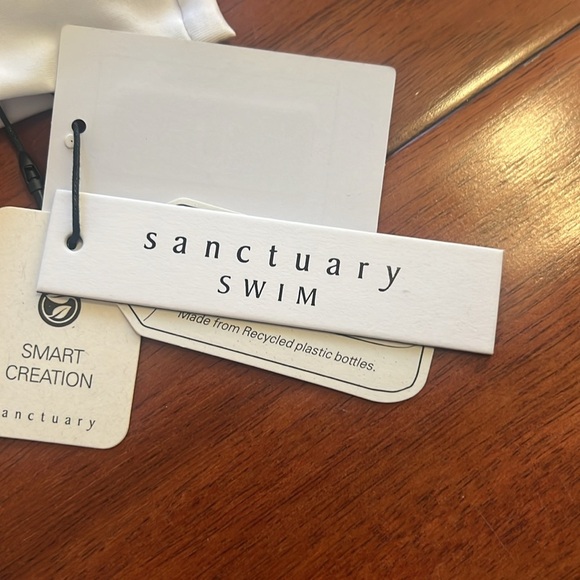 sanctuary
SWIM
Made from Recycled plastic bottles.
SMART
CREATION
anctuary